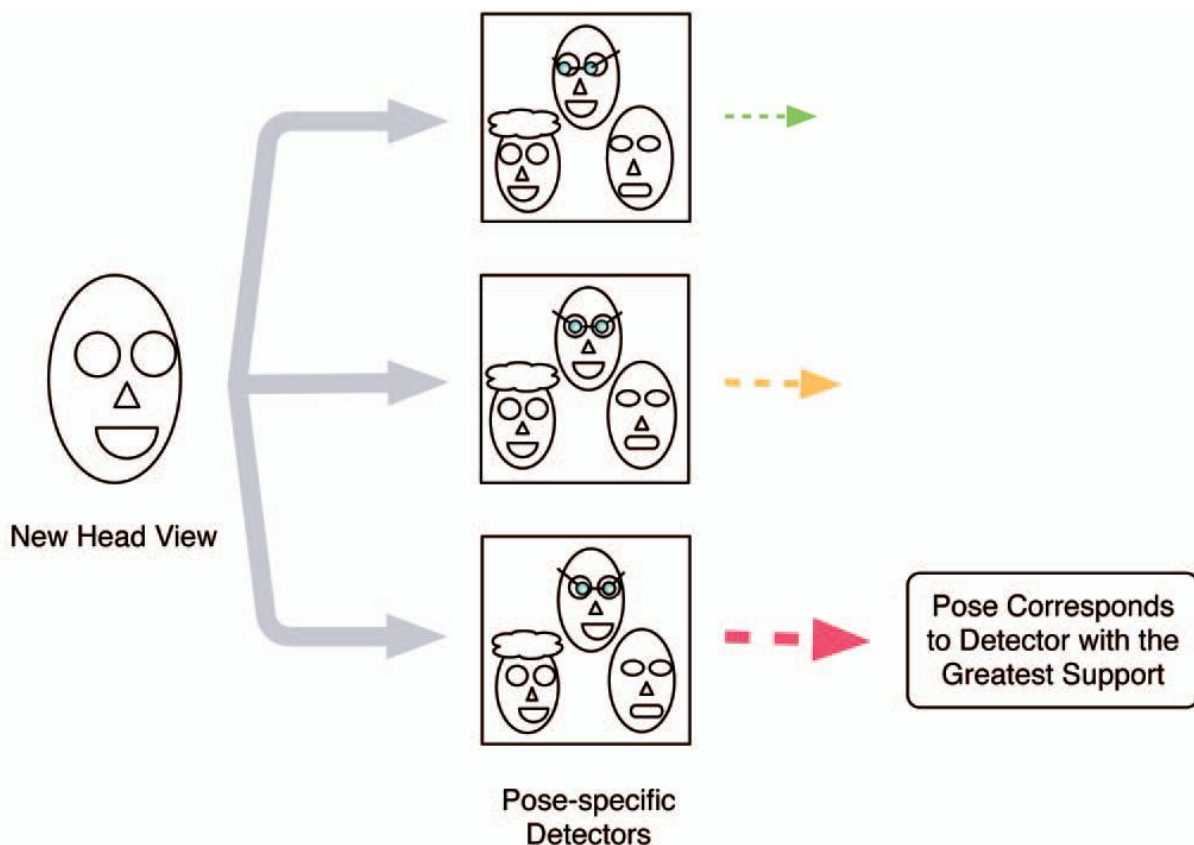 New Head View
Pose-specific
Detectors
Pose Corresponds
to Detector with the
Greatest Support